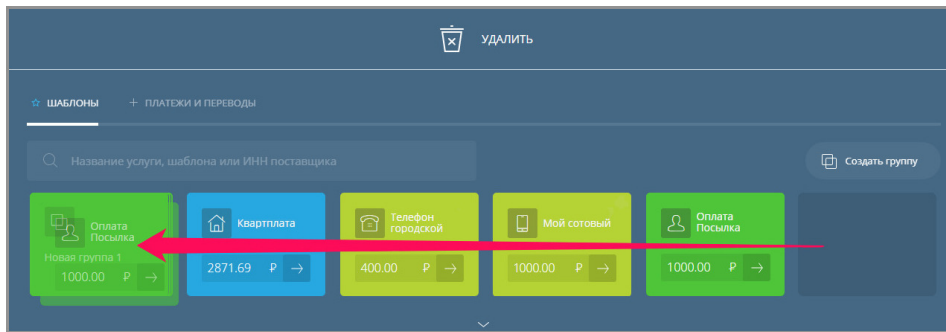 УДАЛИТЬ
ШАБЛОНЫ
ПЛАТЕЖИ И ПЕРЕВОДЫ
Название услуги, шаблона или ИНН поставщика
Создать группу
Оплата
Посылка
Новая группа 1
1000.00 ₽
Квартплата
2871.69 ₽
Телефон
городской
400.00 ₽
Мой сотовый
1000.00 ₽
Оплата
Посылка
1000.00 ₽